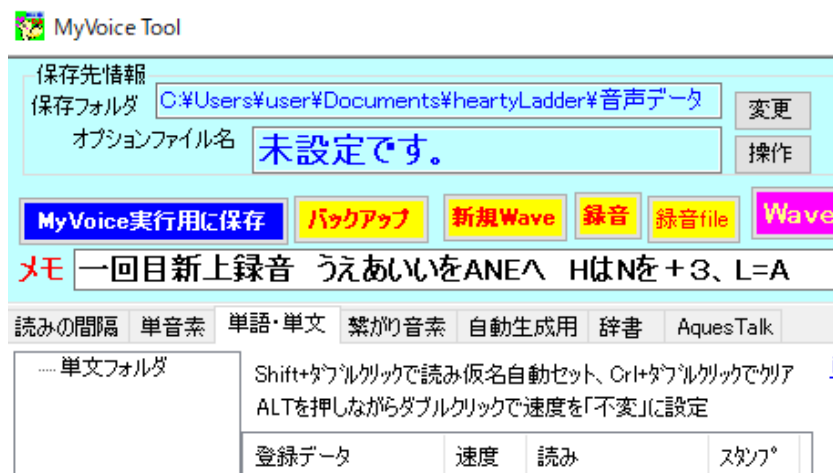 MyVoice Tool
保存先情報
保存フォルダ C:¥Users¥user¥Documents¥heartyLadder¥音声データ 変更
オプションファイル名 未設定です。 操作
MyVoice実行用に保存 バックアップ 新規Wave 録音 録音file Wave
メモ 一回目新上録音 うえあいいをANEへ HはNを+3、L=A
読みの間隔 単音素 単語・単文 繋がり音素 自動生成用 辞書 AquesTalk
単文フォルダ
Shift+ダブルクリックで読み仮名自動セット、Crl+ダブルクリックでクリア
ALTを押しながらダブルクリックで速度を「不変」に設定
登録データ 速度 読み スタンプ